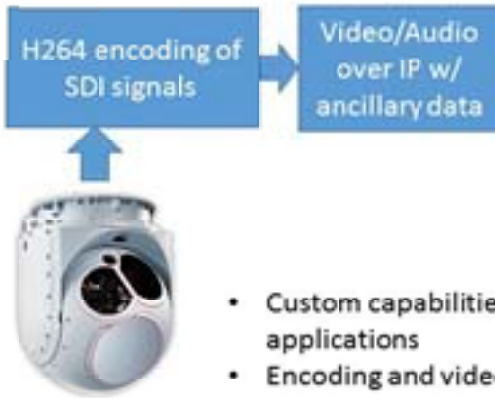 H264 encoding of
SDI signals
Video/Audio
over IP w/
ancillary data
• Custom capabilitie
applications
• Encoding and vide